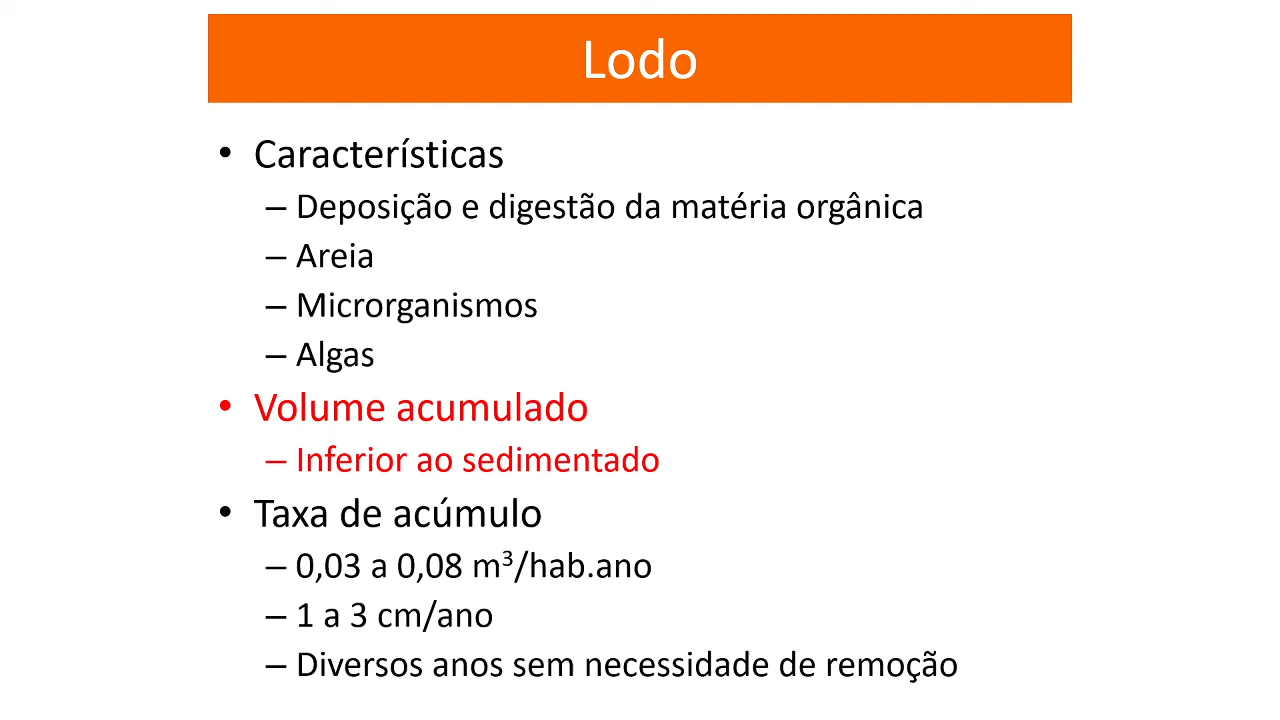 Lodo
• Características
– Deposição e digestão da matéria orgânica
– Areia
– Microrganismos
– Algas
• Volume acumulado
– Inferior ao sedimentado
• Taxa de acúmulo
– 0,03 a 0,08 m³/hab.ano
– 1 a 3 cm/ano
– Diversos anos sem necessidade de remoção